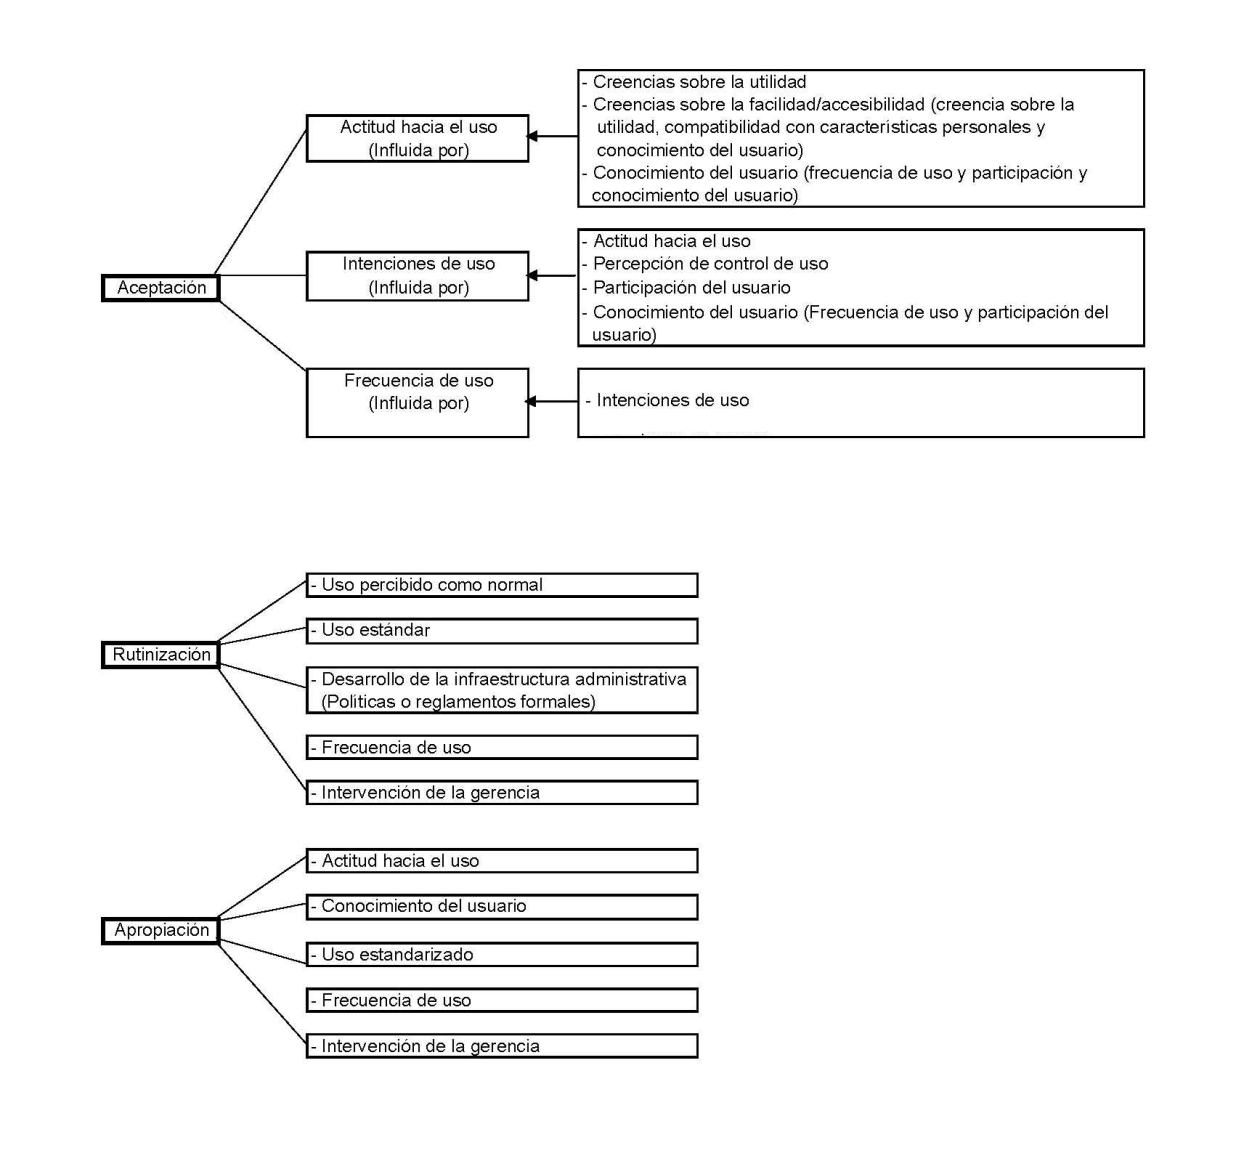 Aceptación
Actitud hacia el uso
(Influida por)
- Creencias sobre la utilidad
- Creencias sobre la facilidad/accesibilidad (creencia sobre la
utilidad, compatibilidad con características personales y
conocimiento del usuario)
- Conocimiento del usuario (frecuencia de uso y participación y
conocimiento del usuario)
Intenciones de uso
(Influida por)
- Actitud hacia el uso
- Percepción de control de uso
- Participación del usuario
- Conocimiento del usuario (Frecuencia de uso y participación del
usuario)
Frecuencia de uso
(Influida por)
- Intenciones de uso
Rutinización
- Uso percibido como normal
- Uso estándar
- Desarrollo de la infraestructura administrativa
(Políticas o reglamentos formales)
- Frecuencia de uso
- Intervención de la gerencia
Apropiación
- Actitud hacia el uso
- Conocimiento del usuario
- Uso estandarizado
- Frecuencia de uso
- Intervención de la gerencia